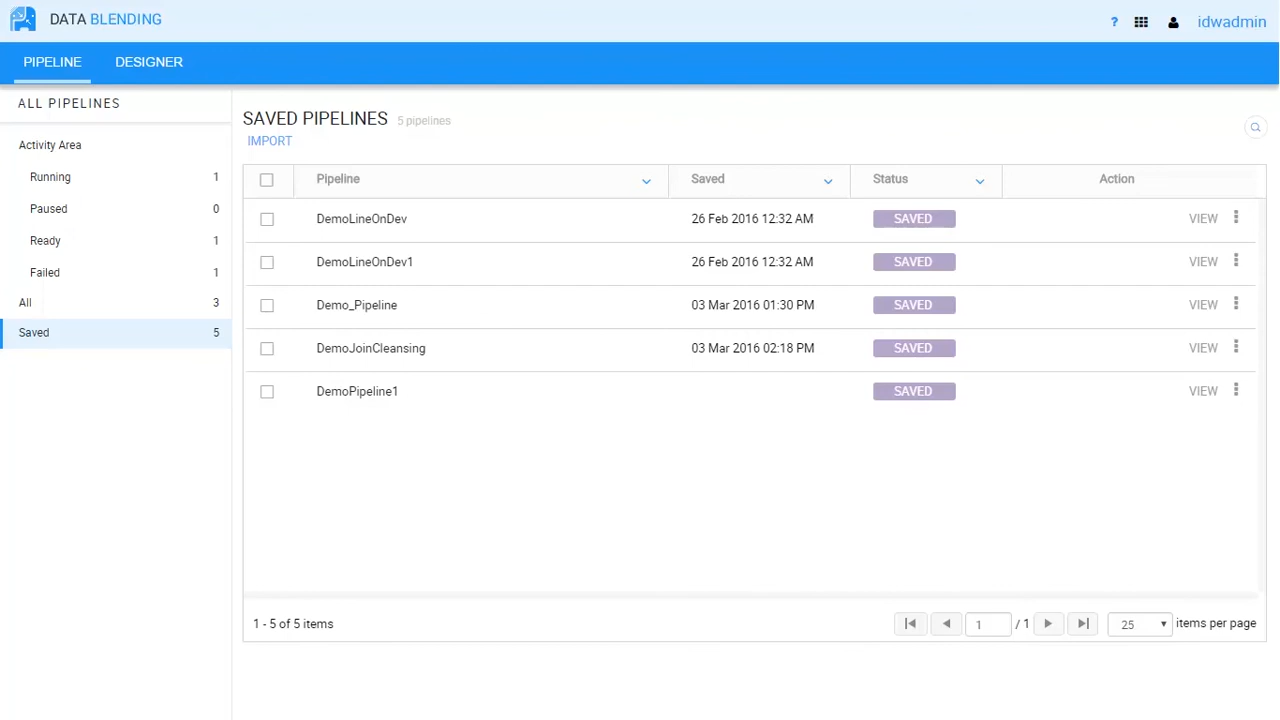 DATA BLENDING
? idwadmin
PIPELINE DESIGNER
ALL PIPELINES
Activity Area
Running 1
Paused 0
Ready 1
Failed 1
All 3
Saved 5
SAVED PIPELINES 5 pipelines
IMPORT
Pipeline Saved Status Action
DemoLineOnDev 26 Feb 2016 12:32 AM SAVED VIEW
DemoLineOnDev1 26 Feb 2016 12:32 AM SAVED VIEW
Demo_Pipeline 03 Mar 2016 01:30 PM SAVED VIEW
DemoJoinCleansing 03 Mar 2016 02:18 PM SAVED VIEW
DemoPipeline1 SAVED VIEW
1 - 5 of 5 items 1 / 1 25 items per page